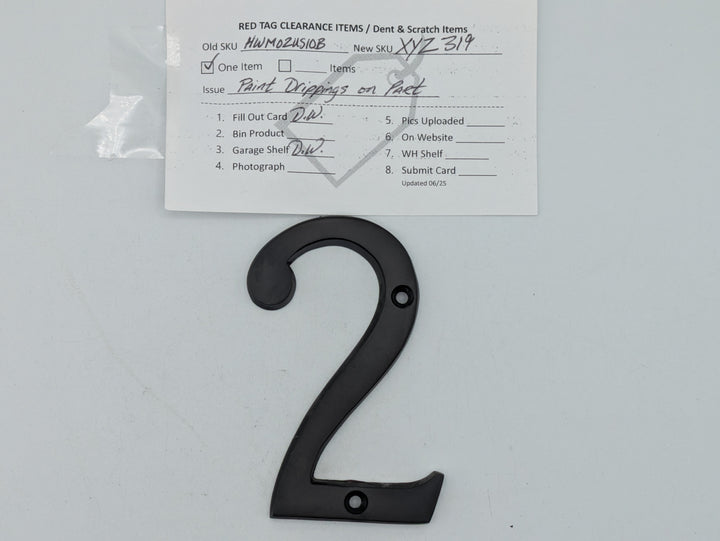 RED TAG CLEARANCE ITEMS / Dent & Scratch Items
Old SKU HWM02US10B New SKU XYZ319
✓ One Item ___ Items
Issue Paint Drippings on Part
1. Fill Out Card D.W.
2. Bin Product
3. Garage Shelf D.W.
4. Photograph
5. Pics Uploaded
6. On Website
7. WH Shelf
8. Submit Card
Updated 06/25
2